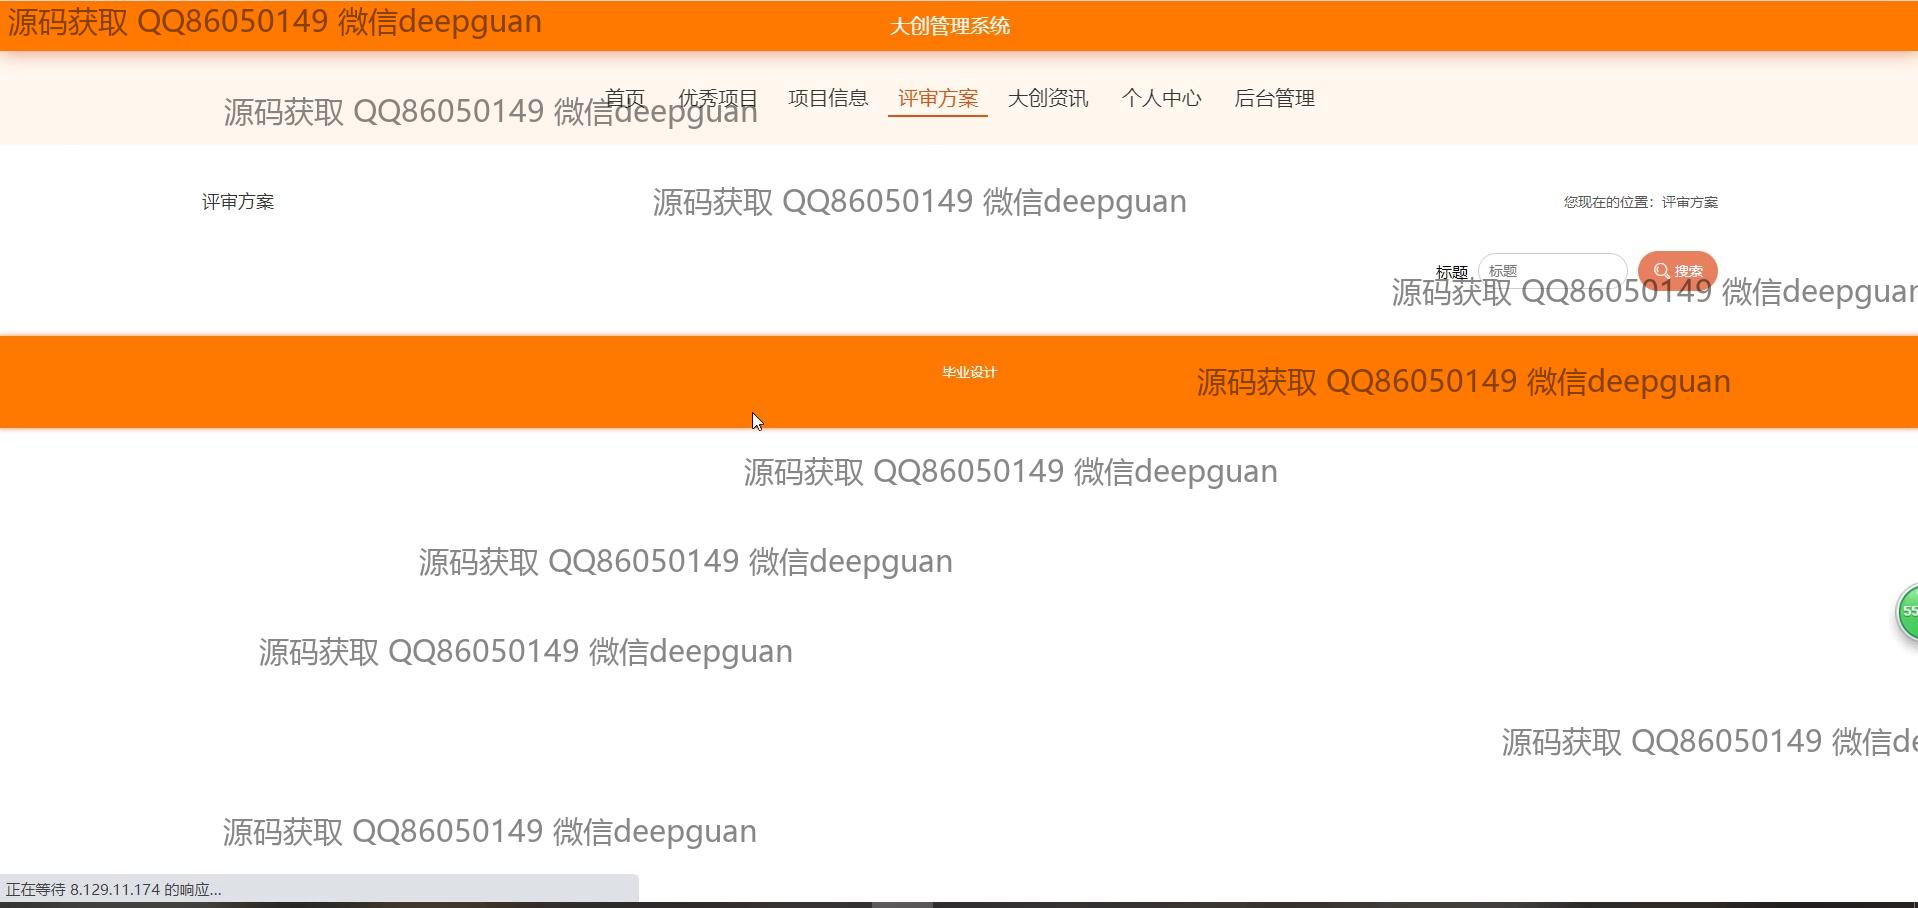 源码获取 QQ86050149 微信deepguan
大创管理系统
首页 优秀项目 项目信息 评审方案 大创资讯 个人中心 后台管理
源码获取 QQ86050149 微信deepguan
评审方案
源码获取 QQ86050149 微信deepguan
您现在的位置：评审方案
标题 标题 搜索
源码获取 QQ86050149 微信deepguan
毕业设计
源码获取 QQ86050149 微信deepguan
源码获取 QQ86050149 微信deepguan
源码获取 QQ86050149 微信deepguan
55
源码获取 QQ86050149 微信deepguan
源码获取 QQ86050149 微信de
源码获取 QQ86050149 微信deepguan
正在等待 8.129.11.174 的响应...